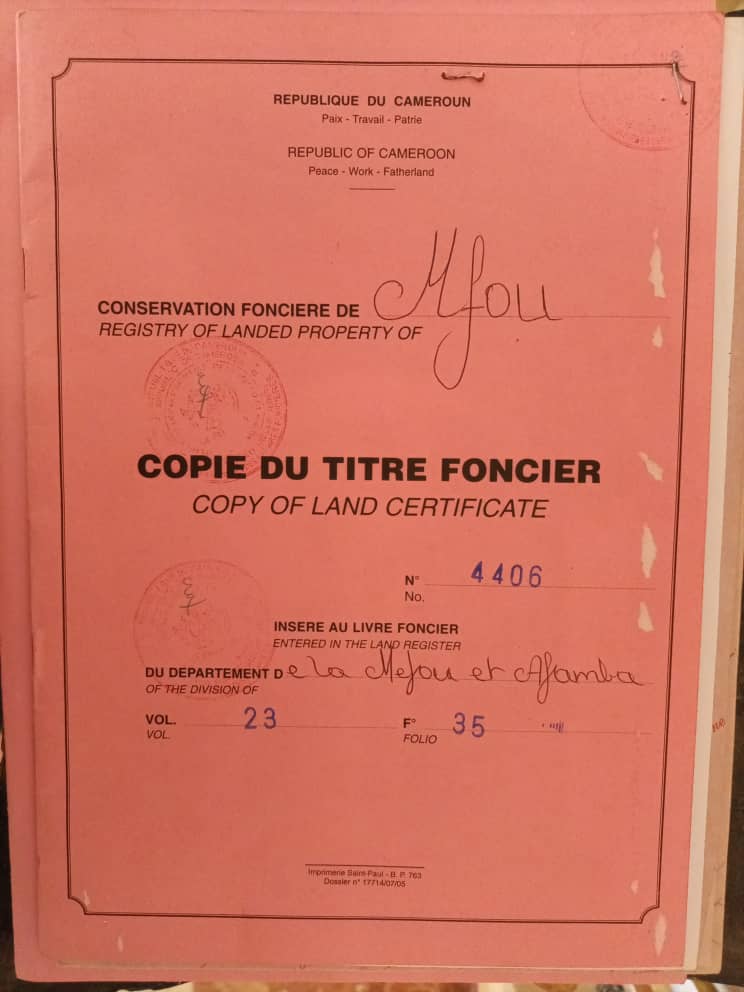 REPUBLIQUE DU CAMEROUN
Paix - Travail - Patrie
REPUBLIC OF CAMEROON
Peace - Work - Fatherland
CONSERVATION FONCIERE DE Mfou
REGISTRY OF LANDED PROPERTY OF
COPIE DU TITRE FONCIER
COPY OF LAND CERTIFICATE
N° 4406
No.
INSERE AU LIVRE FONCIER
ENTERED IN THE LAND REGISTER
DU DEPARTEMENT De la Mefou et Afamba
OF THE DIVISION OF
VOL. 23 F° 35
VOL. FOLIO
Imprimerie Saint-Paul - B. P. 763
Dossier n° 17714/07/05